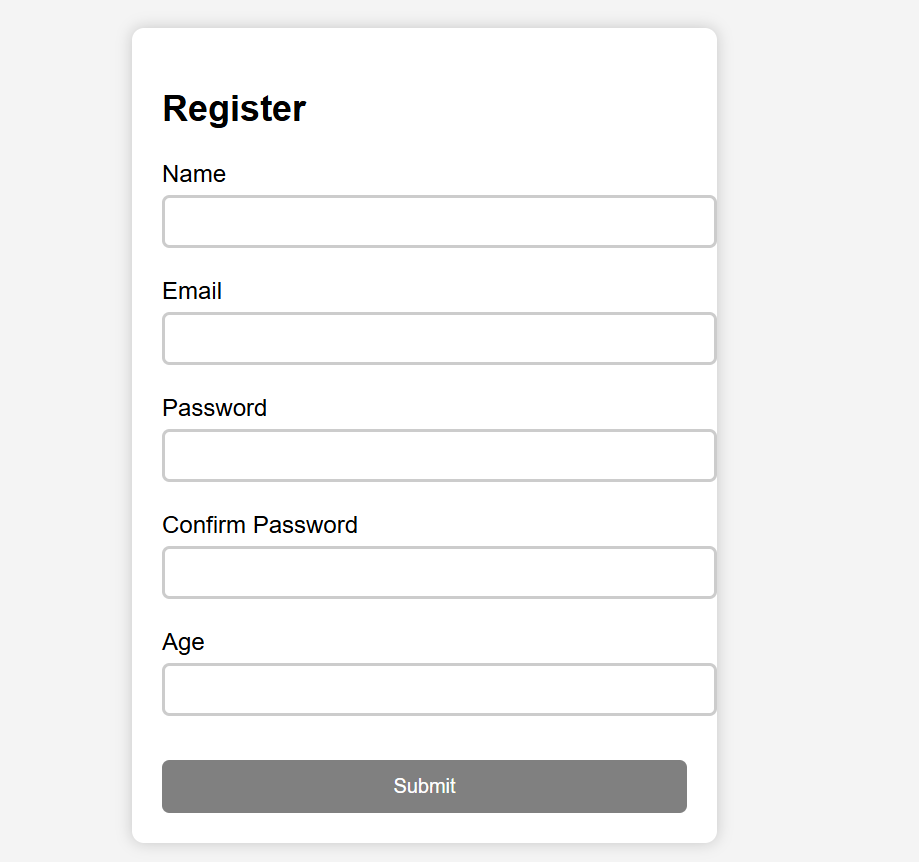 Register
Name
Email
Password
Confirm Password
Age
Submit